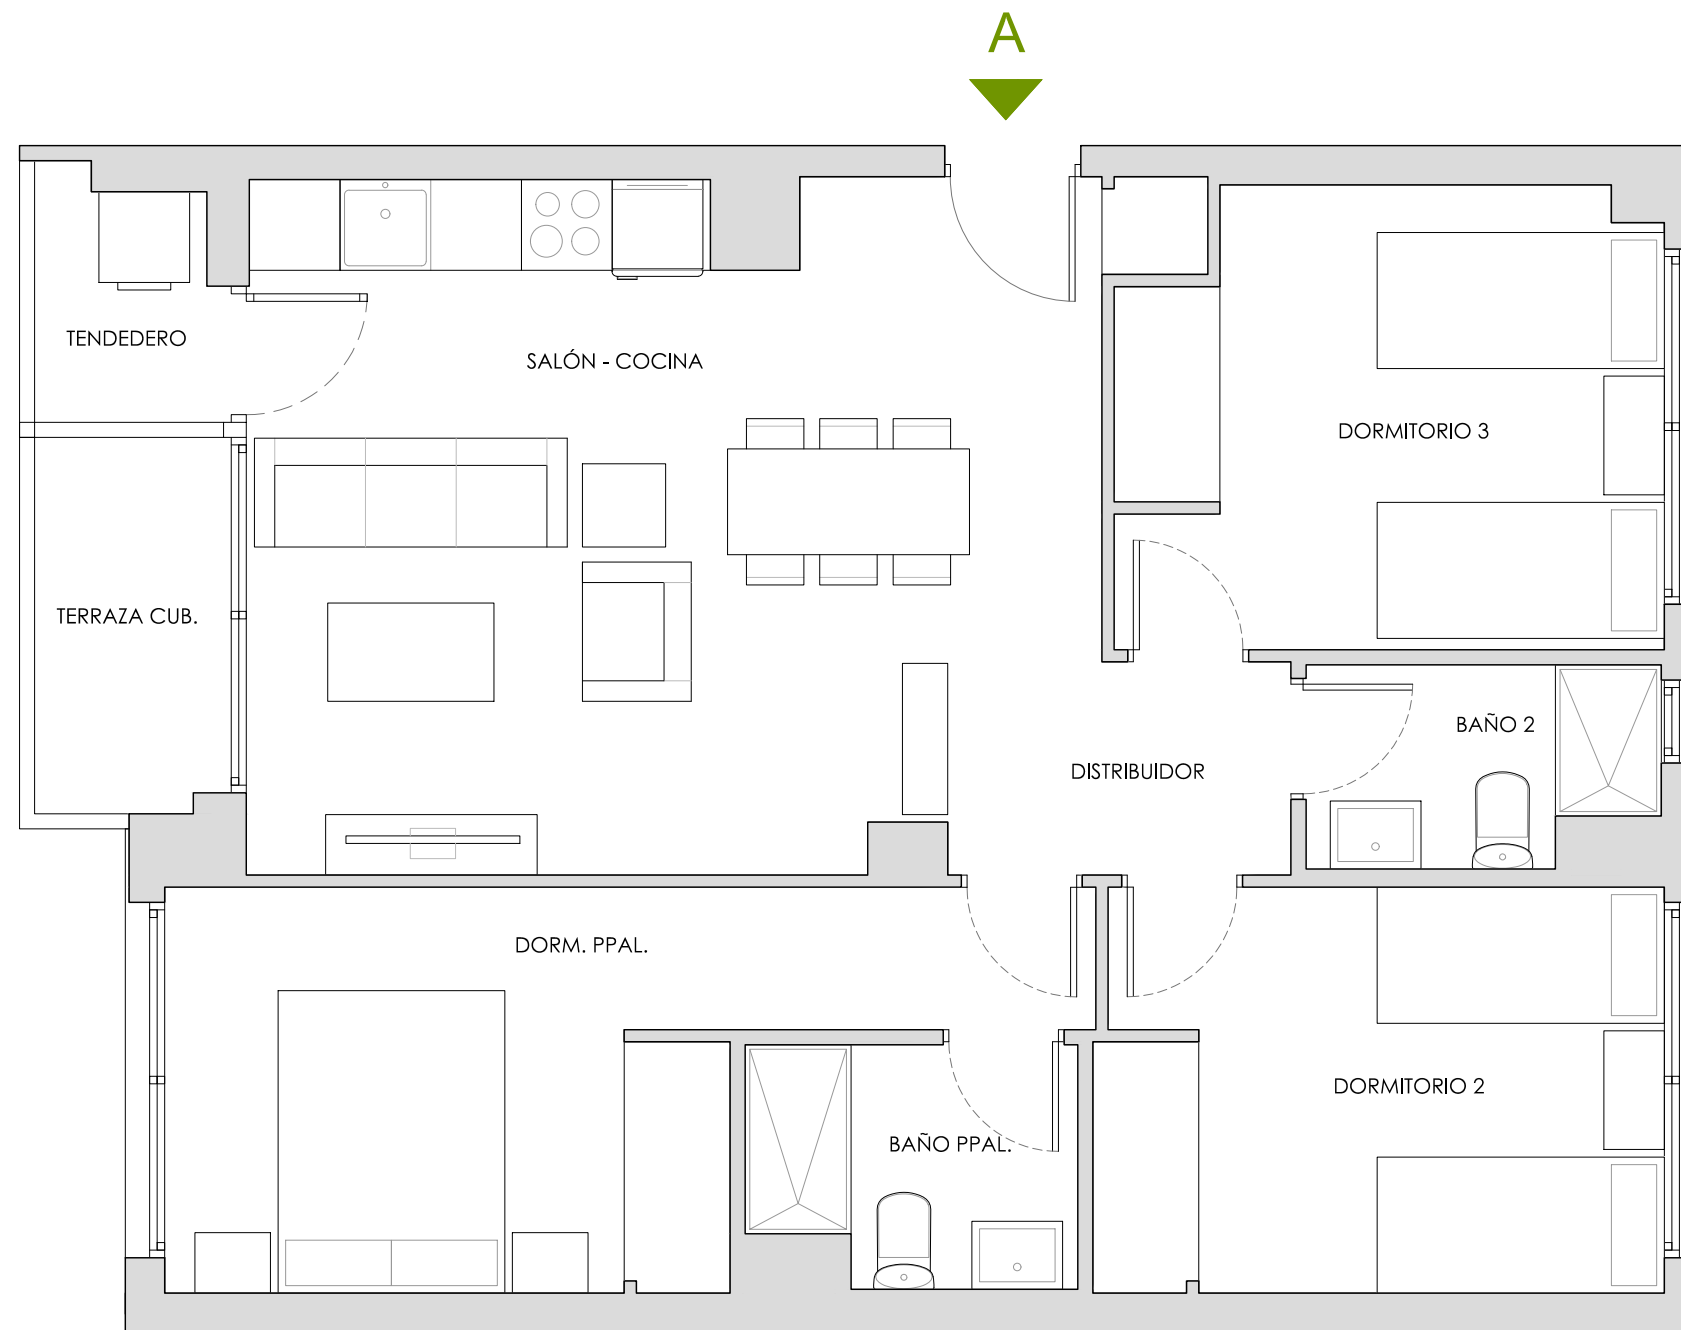 A
TENDEDERO
SALÓN - COCINA
DORMITORIO 3
TERRAZA CUB.
BAÑO 2
DISTRIBUIDOR
DORM. PPAL.
DORMITORIO 2
BAÑO PPAL.